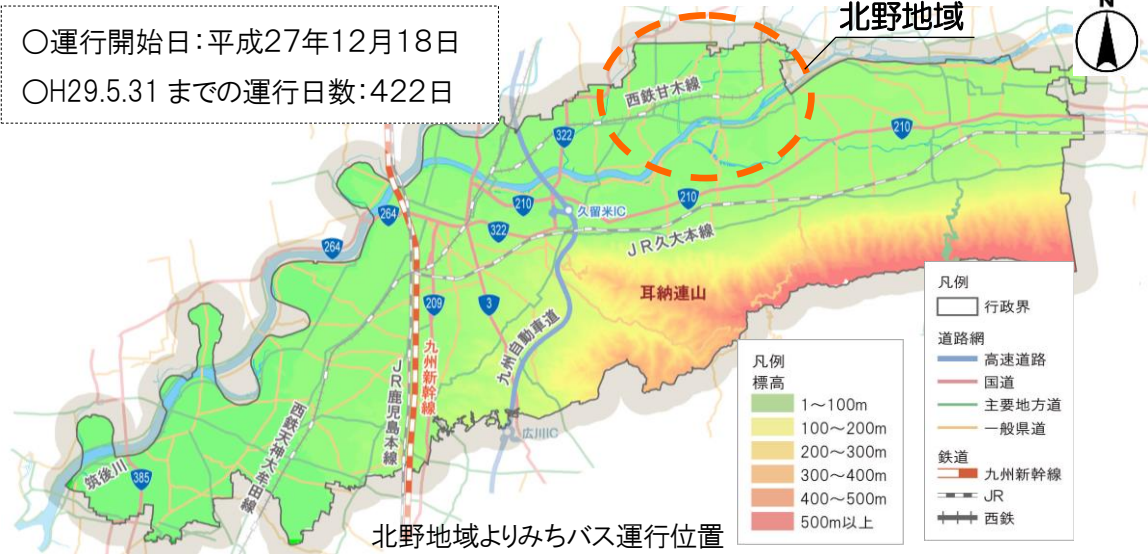 ○運行開始日:平成27年12月18日
○H29.5.31 までの運行日数:422日
北野地域
N
西鉄甘木線
322
210
210
久留米IC
210
264
322
JR久大本線
264
耳納連山
209
3
九州自動車道
九州新幹線
JR鹿児島本線
西鉄天神大牟田線
広川IC
筑後川
385
凡例
標高
1～100m
100～200m
200～300m
300～400m
400～500m
500m以上
凡例
行政界
道路網
高速道路
国道
主要地方道
一般県道
鉄道
九州新幹線
JR
西鉄
北野地域よりみちバス運行位置